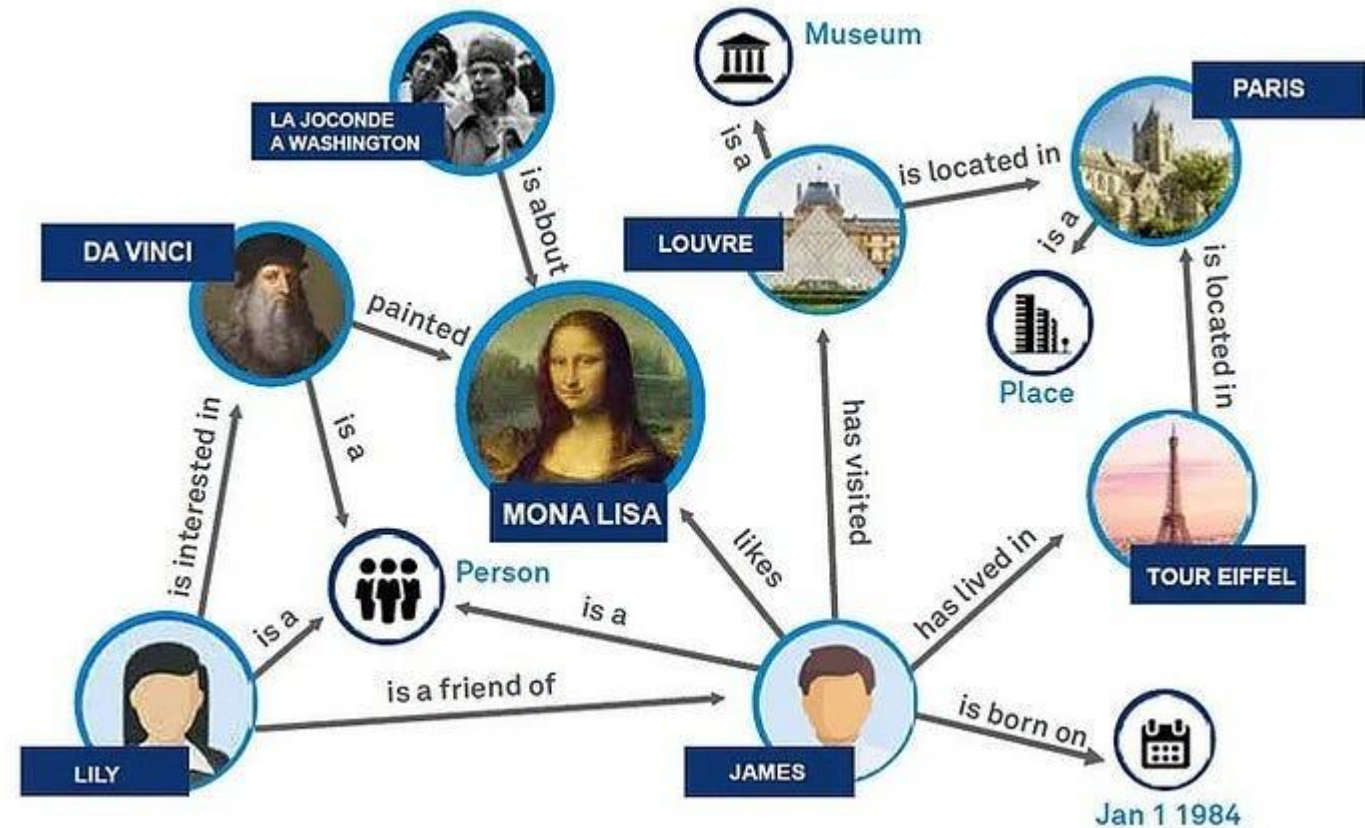 Museum
PARIS
LA JOCONDE
A WASHINGTON
is a
is located in
is about
LOUVRE
is a
DA VINCI
painted
is located in
Place
is a
has visited
is interested in
MONA LISA
likes
has lived in
TOUR EIFFEL
Person
is a
is a
is a friend of
is born on
LILY
JAMES
Jan 1 1984